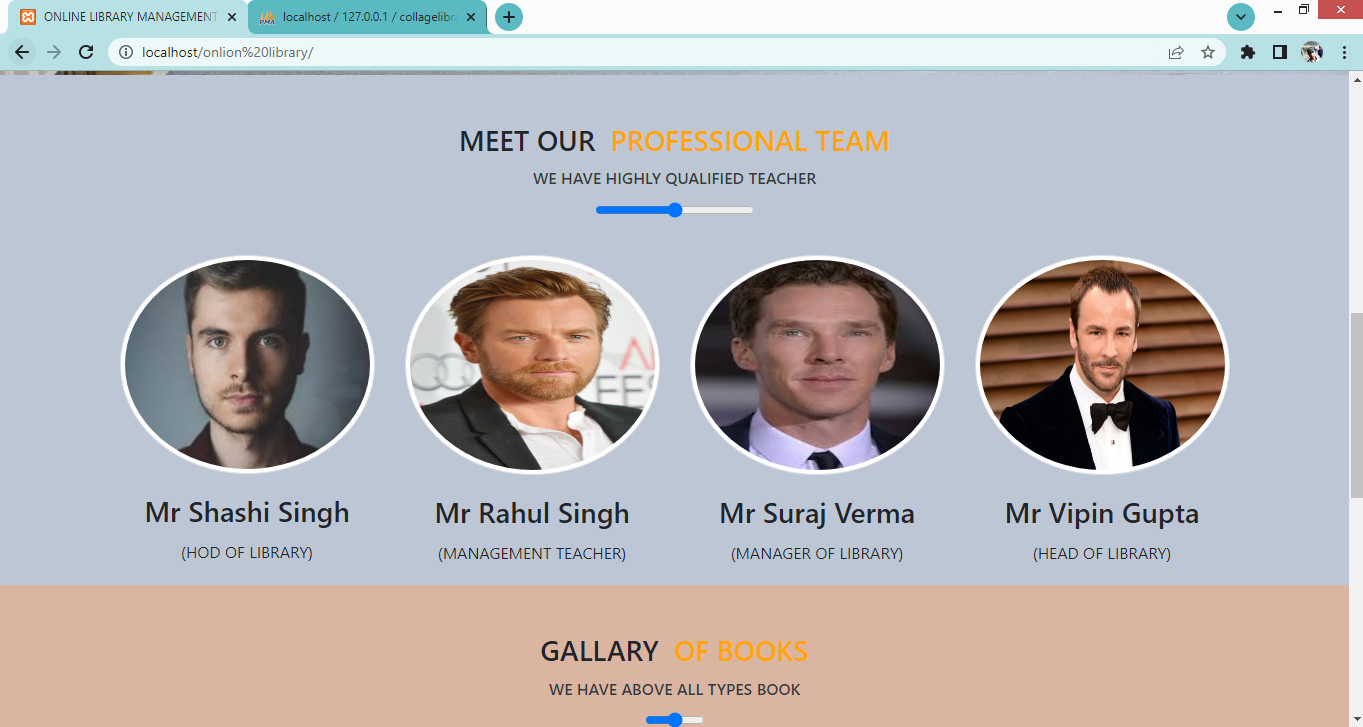 ONLINE LIBRARY MANAGEMENT
localhost / 127.0.0.1 / collagelibra
localhost/onlion%20library/
MEET OUR PROFESSIONAL TEAM
WE HAVE HIGHLY QUALIFIED TEACHER
Mr Shashi Singh
Mr Rahul Singh
Mr Suraj Verma
Mr Vipin Gupta
(HOD OF LIBRARY)
(MANAGEMENT TEACHER)
(MANAGER OF LIBRARY)
(HEAD OF LIBRARY)
GALLARY OF BOOKS
WE HAVE ABOVE ALL TYPES BOOK